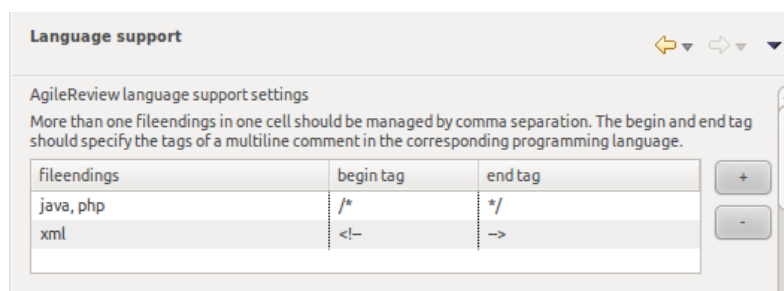 Language support
AgileReview language support settings
More than one fileendings in one cell should be managed by comma separation. The begin and end tag
should specify the tags of a multiline comment in the corresponding programming language.
fileendings begin tag end tag
+
java, php /* */
-
xml <!-- -->